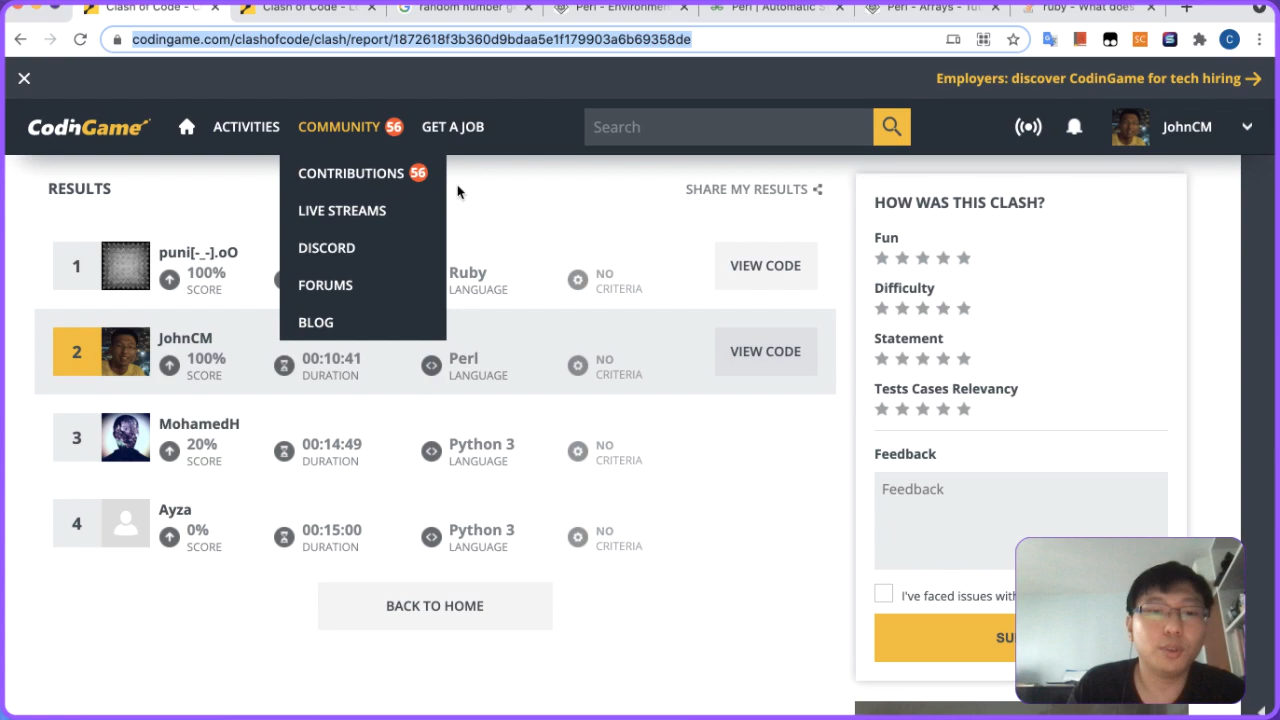 Clash of Code - C
Clash of Code - Lo
random number ge
Perl - Environmen
Perl | Automatic S
Perl - Arrays - Tut
ruby - What does
codingame.com/clashofcode/clash/report/1872618f3b360d9bdaa5e1f179903a6b69358de
SC
C
Employers: discover CodinGame for tech hiring
CodinGame
ACTIVITIES
COMMUNITY 56
GET A JOB
Search
JohnCM
CONTRIBUTIONS 56
LIVE STREAMS
DISCORD
FORUMS
BLOG
RESULTS
SHARE MY RESULTS
1
puni[-_-].oO
100%
SCORE
Ruby
LANGUAGE
NO
CRITERIA
VIEW CODE
2
JohnCM
100%
SCORE
00:10:41
DURATION
Perl
LANGUAGE
NO
CRITERIA
VIEW CODE
3
MohamedH
20%
SCORE
00:14:49
DURATION
Python 3
LANGUAGE
NO
CRITERIA
4
Ayza
0%
SCORE
00:15:00
DURATION
Python 3
LANGUAGE
NO
CRITERIA
BACK TO HOME
HOW WAS THIS CLASH?
Fun
Difficulty
Statement
Tests Cases Relevancy
Feedback
Feedback
I've faced issues with
SU